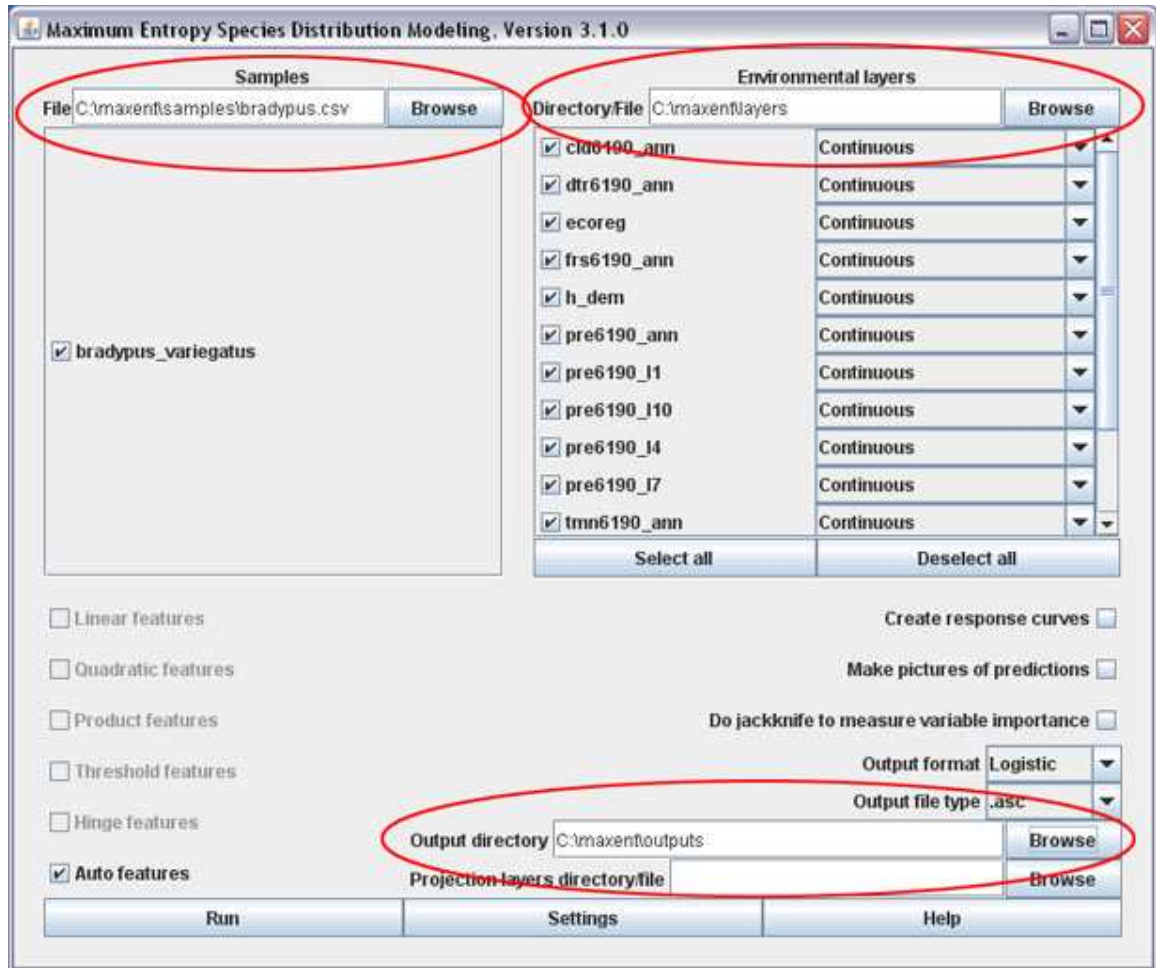 Maximum Entropy Species Distribution Modeling, Version 3.1.0
Samples
File C:\maxent\samples\bradypus.csv Browse
bradypus_variegatus
Environmental layers
Directory/File C:\maxent\layers Browse
cld6190_ann Continuous
dtr6190_ann Continuous
ecoreg Continuous
frs6190_ann Continuous
h_dem Continuous
pre6190_ann Continuous
pre6190_l1 Continuous
pre6190_l10 Continuous
pre6190_l4 Continuous
pre6190_l7 Continuous
tmn6190_ann Continuous
Select all Deselect all
Linear features
Quadratic features
Product features
Threshold features
Hinge features
Auto features
Create response curves
Make pictures of predictions
Do jackknife to measure variable importance
Output format Logistic
Output file type .asc
Output directory C:\maxent\outputs Browse
Projection layers directory/file Browse
Run Settings Help